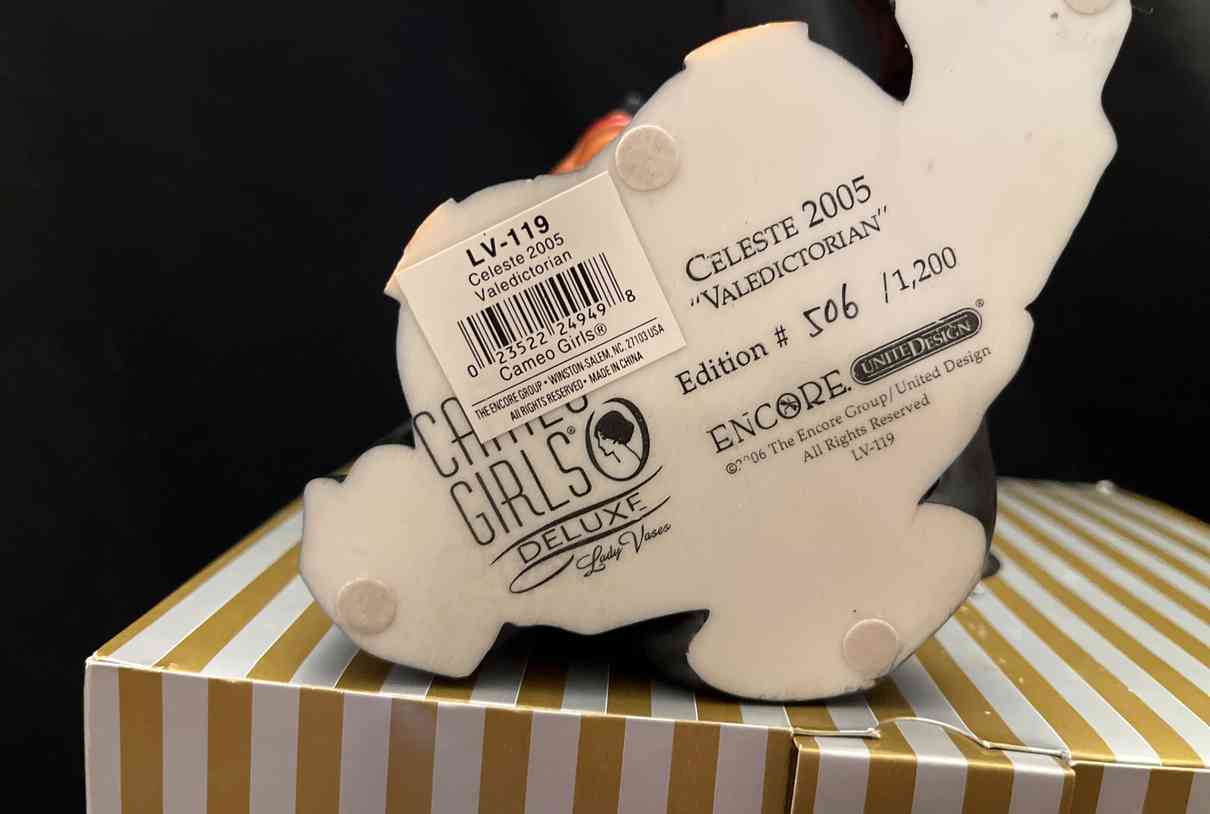 LV-119
Celeste 2005
Valedictorian
0 23522 24949 8
Cameo Girls®
THE ENCORE GROUP • WINSTON-SALEM, NC. 27103 USA
ALL RIGHTS RESERVED • MADE IN CHINA
GIRLS®
DELUXE
Lady Vases
CELESTE 2005
"VALEDICTORIAN"
Edition # 506 /1,200
ENCORE. UNITEDESIGN®
The Encore Group/United Design
All Rights Reserved
LV-119